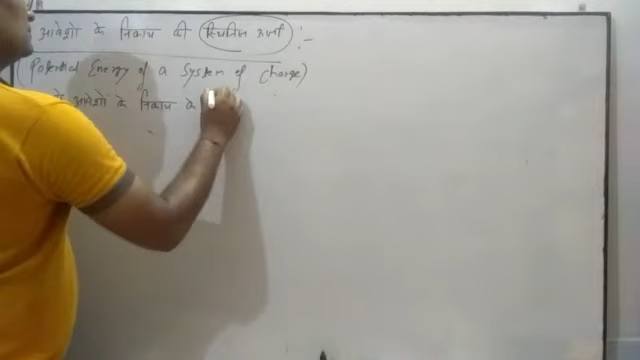 आवेशों के निकाय की स्थितिज ऊर्जा :-
(Potential Energy of a System of Charge)
आवेशों के निकाय के